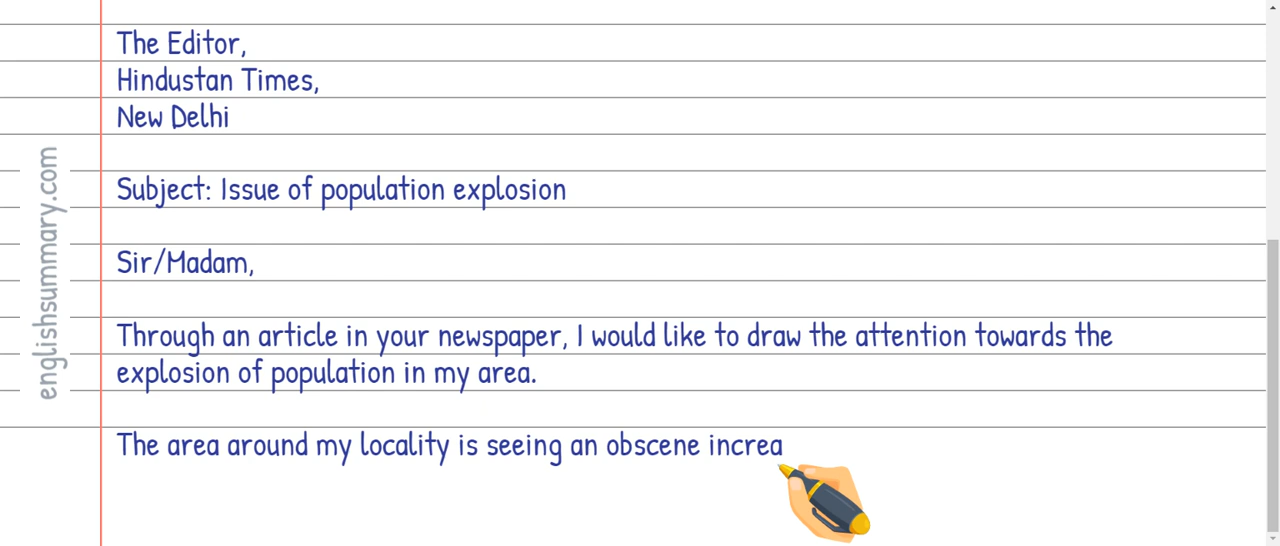 The Editor,
Hindustan Times,
New Delhi
Subject: Issue of population explosion
Sir/Madam,
Through an article in your newspaper, I would like to draw the attention towards the
explosion of population in my area.
The area around my locality is seeing an obscene increa
englishsummary.com